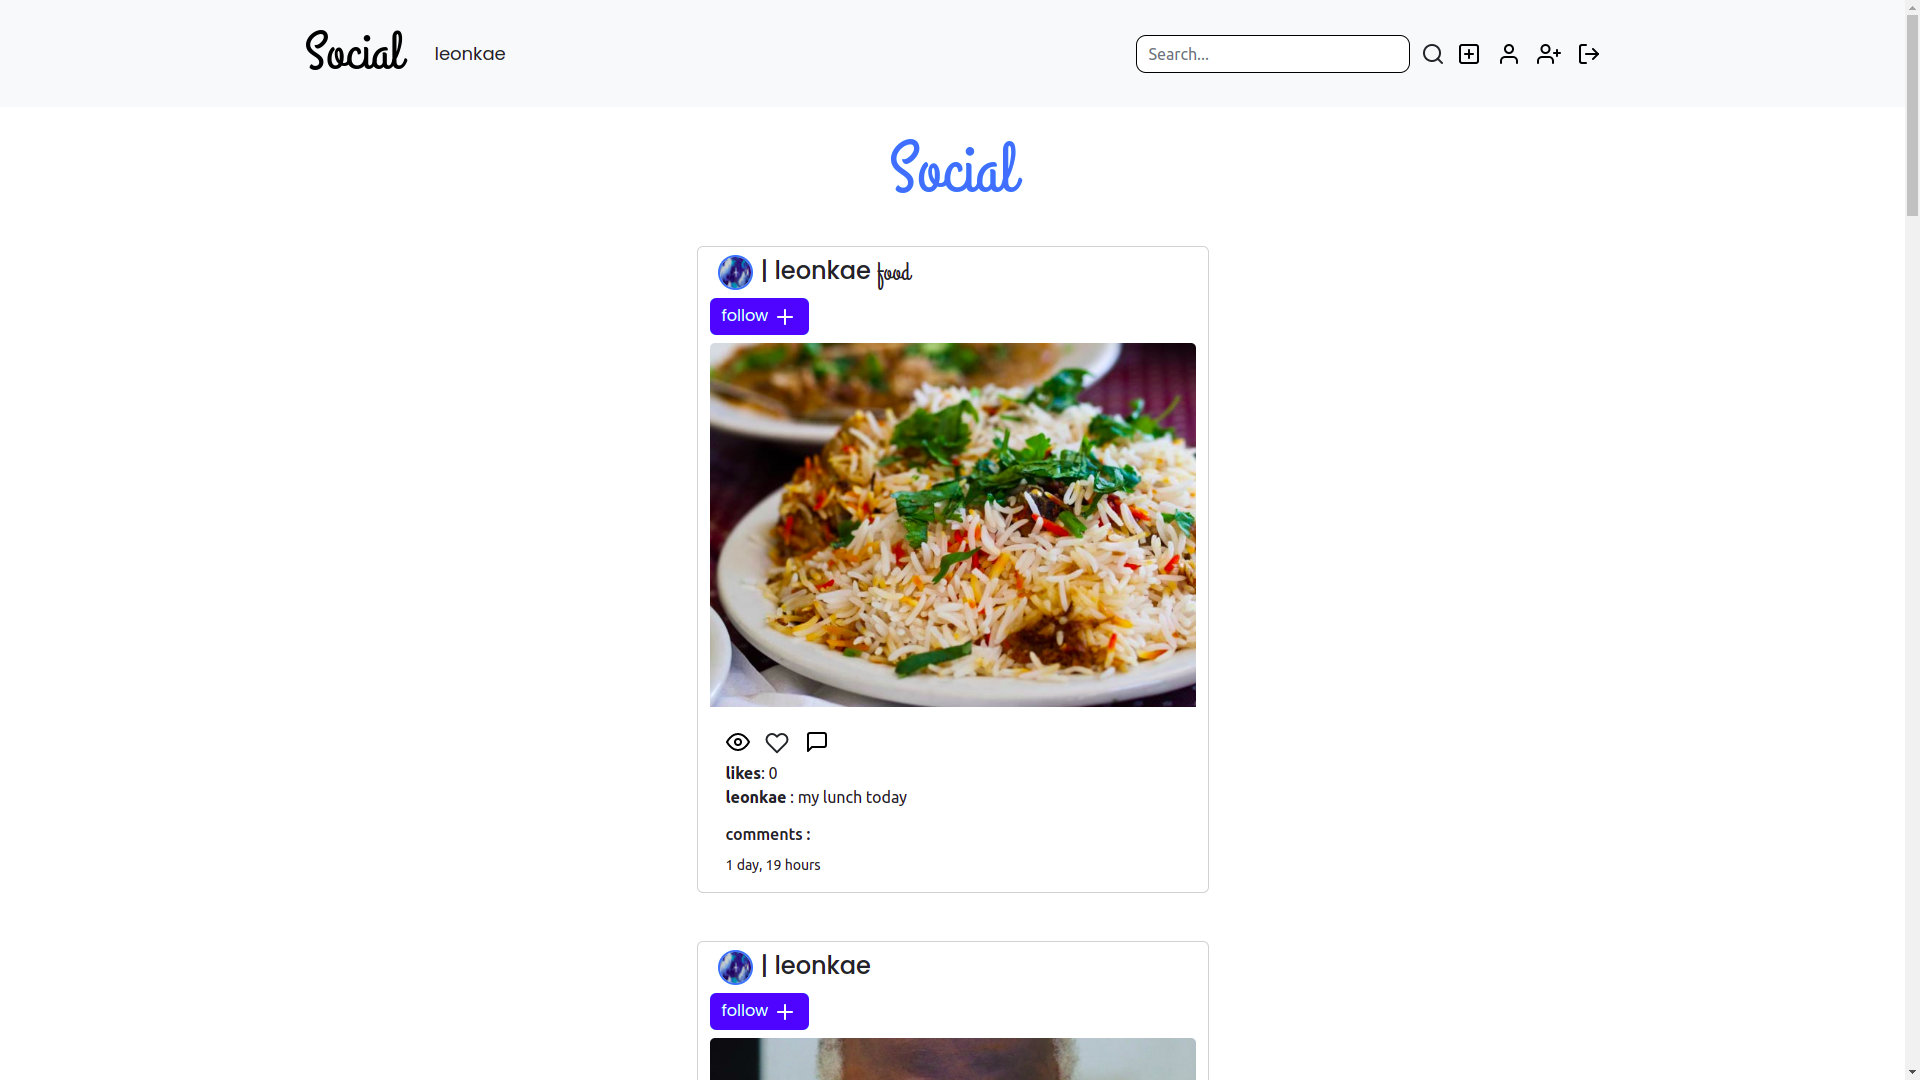 Social leonkae Search...
Social
| leonkae food
follow +
likes: 0
leonkae : my lunch today
comments :
1 day, 19 hours
| leonkae
follow +